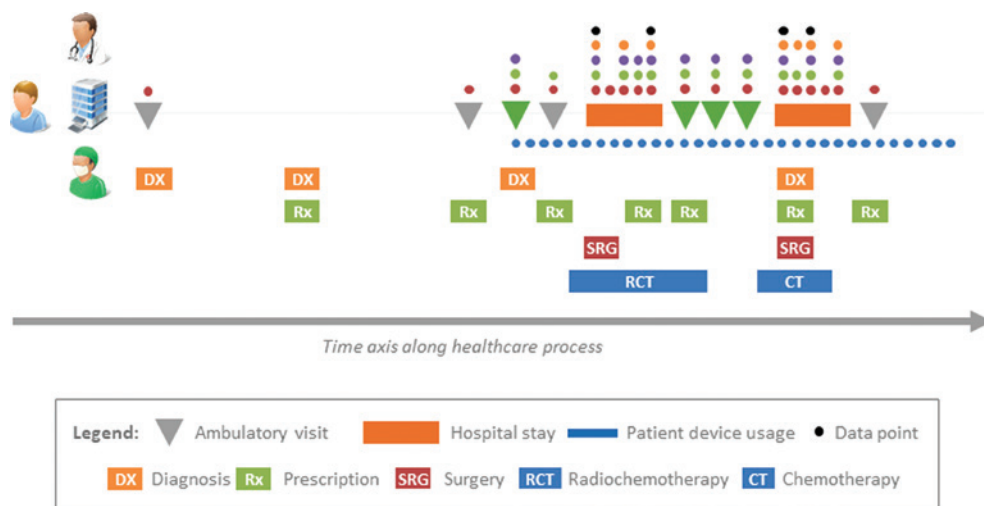 DX DX DX DX
Rx Rx Rx Rx Rx Rx Rx
SRG SRG
RCT CT
Time axis along healthcare process
Legend: Ambulatory visit Hospital stay Patient device usage Data point
DX Diagnosis Rx Prescription SRG Surgery RCT Radiochemotherapy CT Chemotherapy